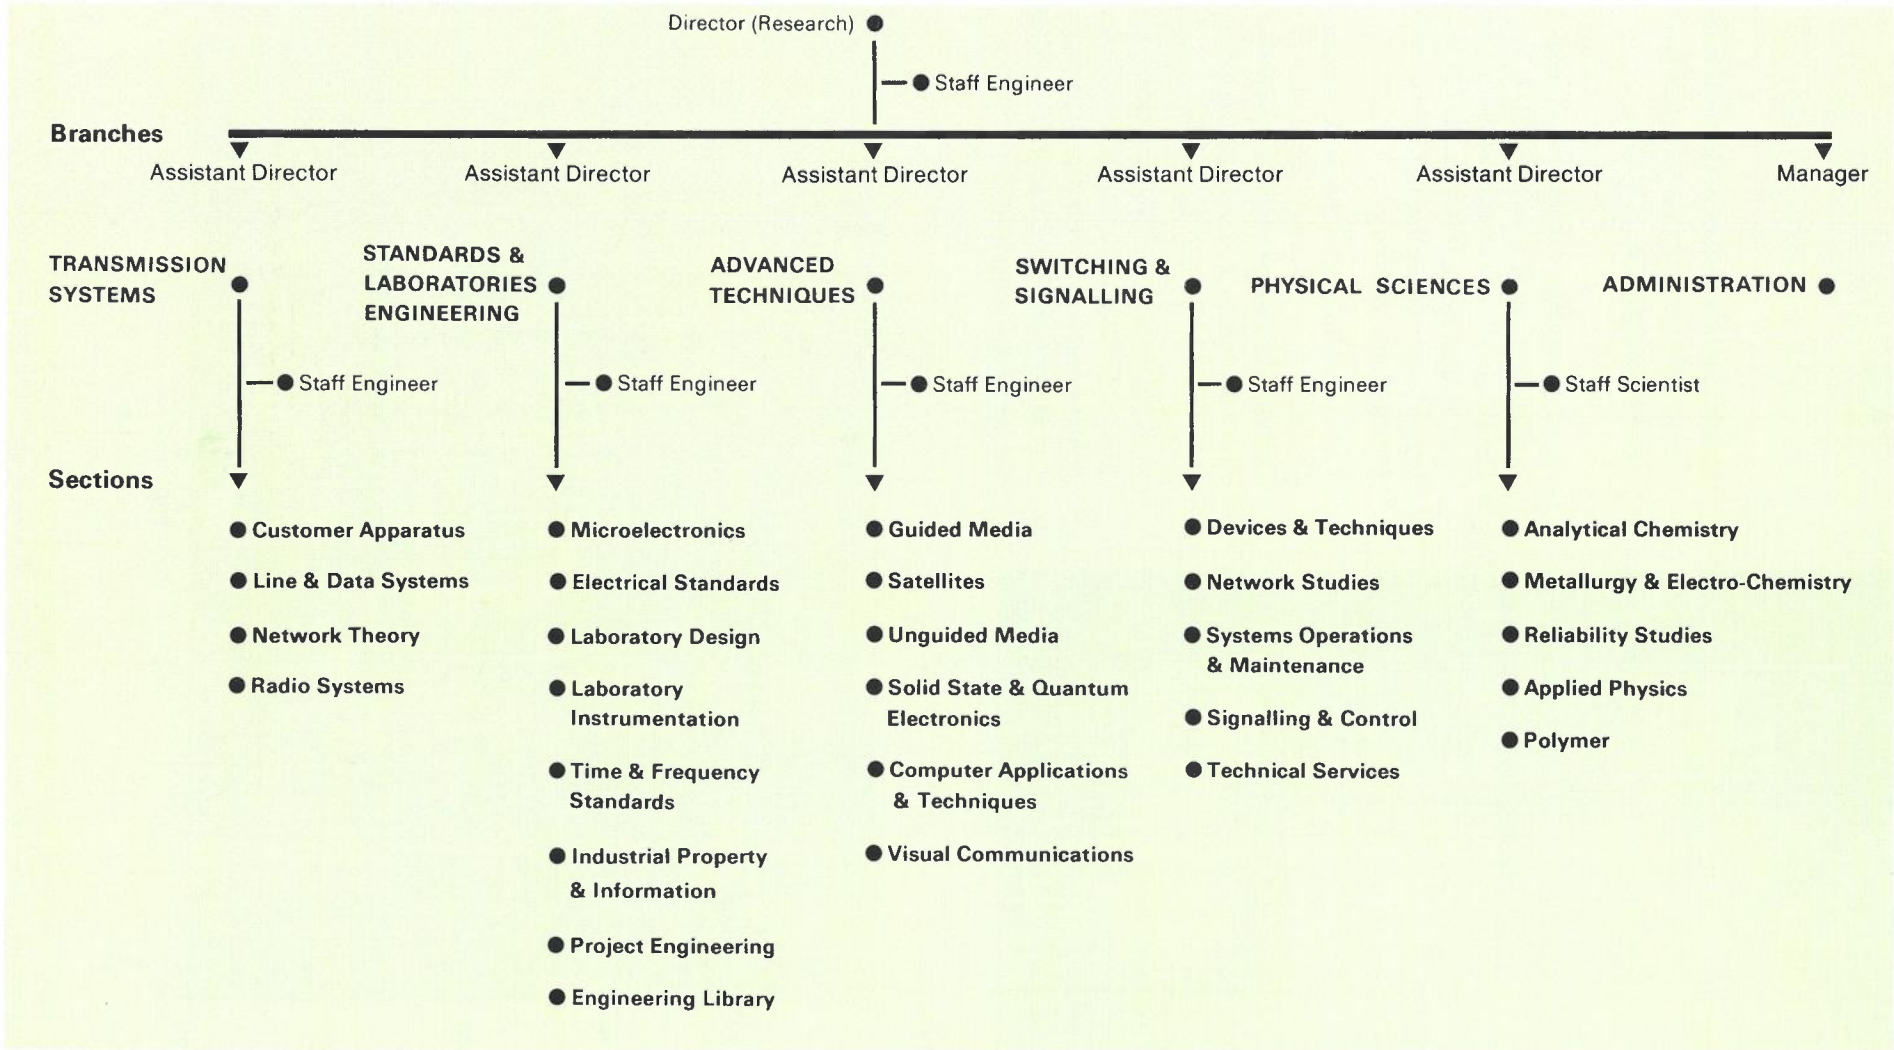 Director (Research)
Staff Engineer
Branches
Assistant Director
Assistant Director
Assistant Director
Assistant Director
Assistant Director
Manager
TRANSMISSION
SYSTEMS
STANDARDS &
LABORATORIES
ENGINEERING
ADVANCED
TECHNIQUES
SWITCHING &
SIGNALLING
PHYSICAL SCIENCES
ADMINISTRATION
Staff Engineer
Staff Engineer
Staff Engineer
Staff Engineer
Staff Scientist
Sections
Customer Apparatus
Line & Data Systems
Network Theory
Radio Systems
Microelectronics
Electrical Standards
Laboratory Design
Laboratory
Instrumentation
Time & Frequency
Standards
Industrial Property
& Information
Project Engineering
Engineering Library
Guided Media
Satellites
Unguided Media
Solid State & Quantum
Electronics
Computer Applications
& Techniques
Visual Communications
Devices & Techniques
Network Studies
Systems Operations
& Maintenance
Signalling & Control
Technical Services
Analytical Chemistry
Metallurgy & Electro-Chemistry
Reliability Studies
Applied Physics
Polymer